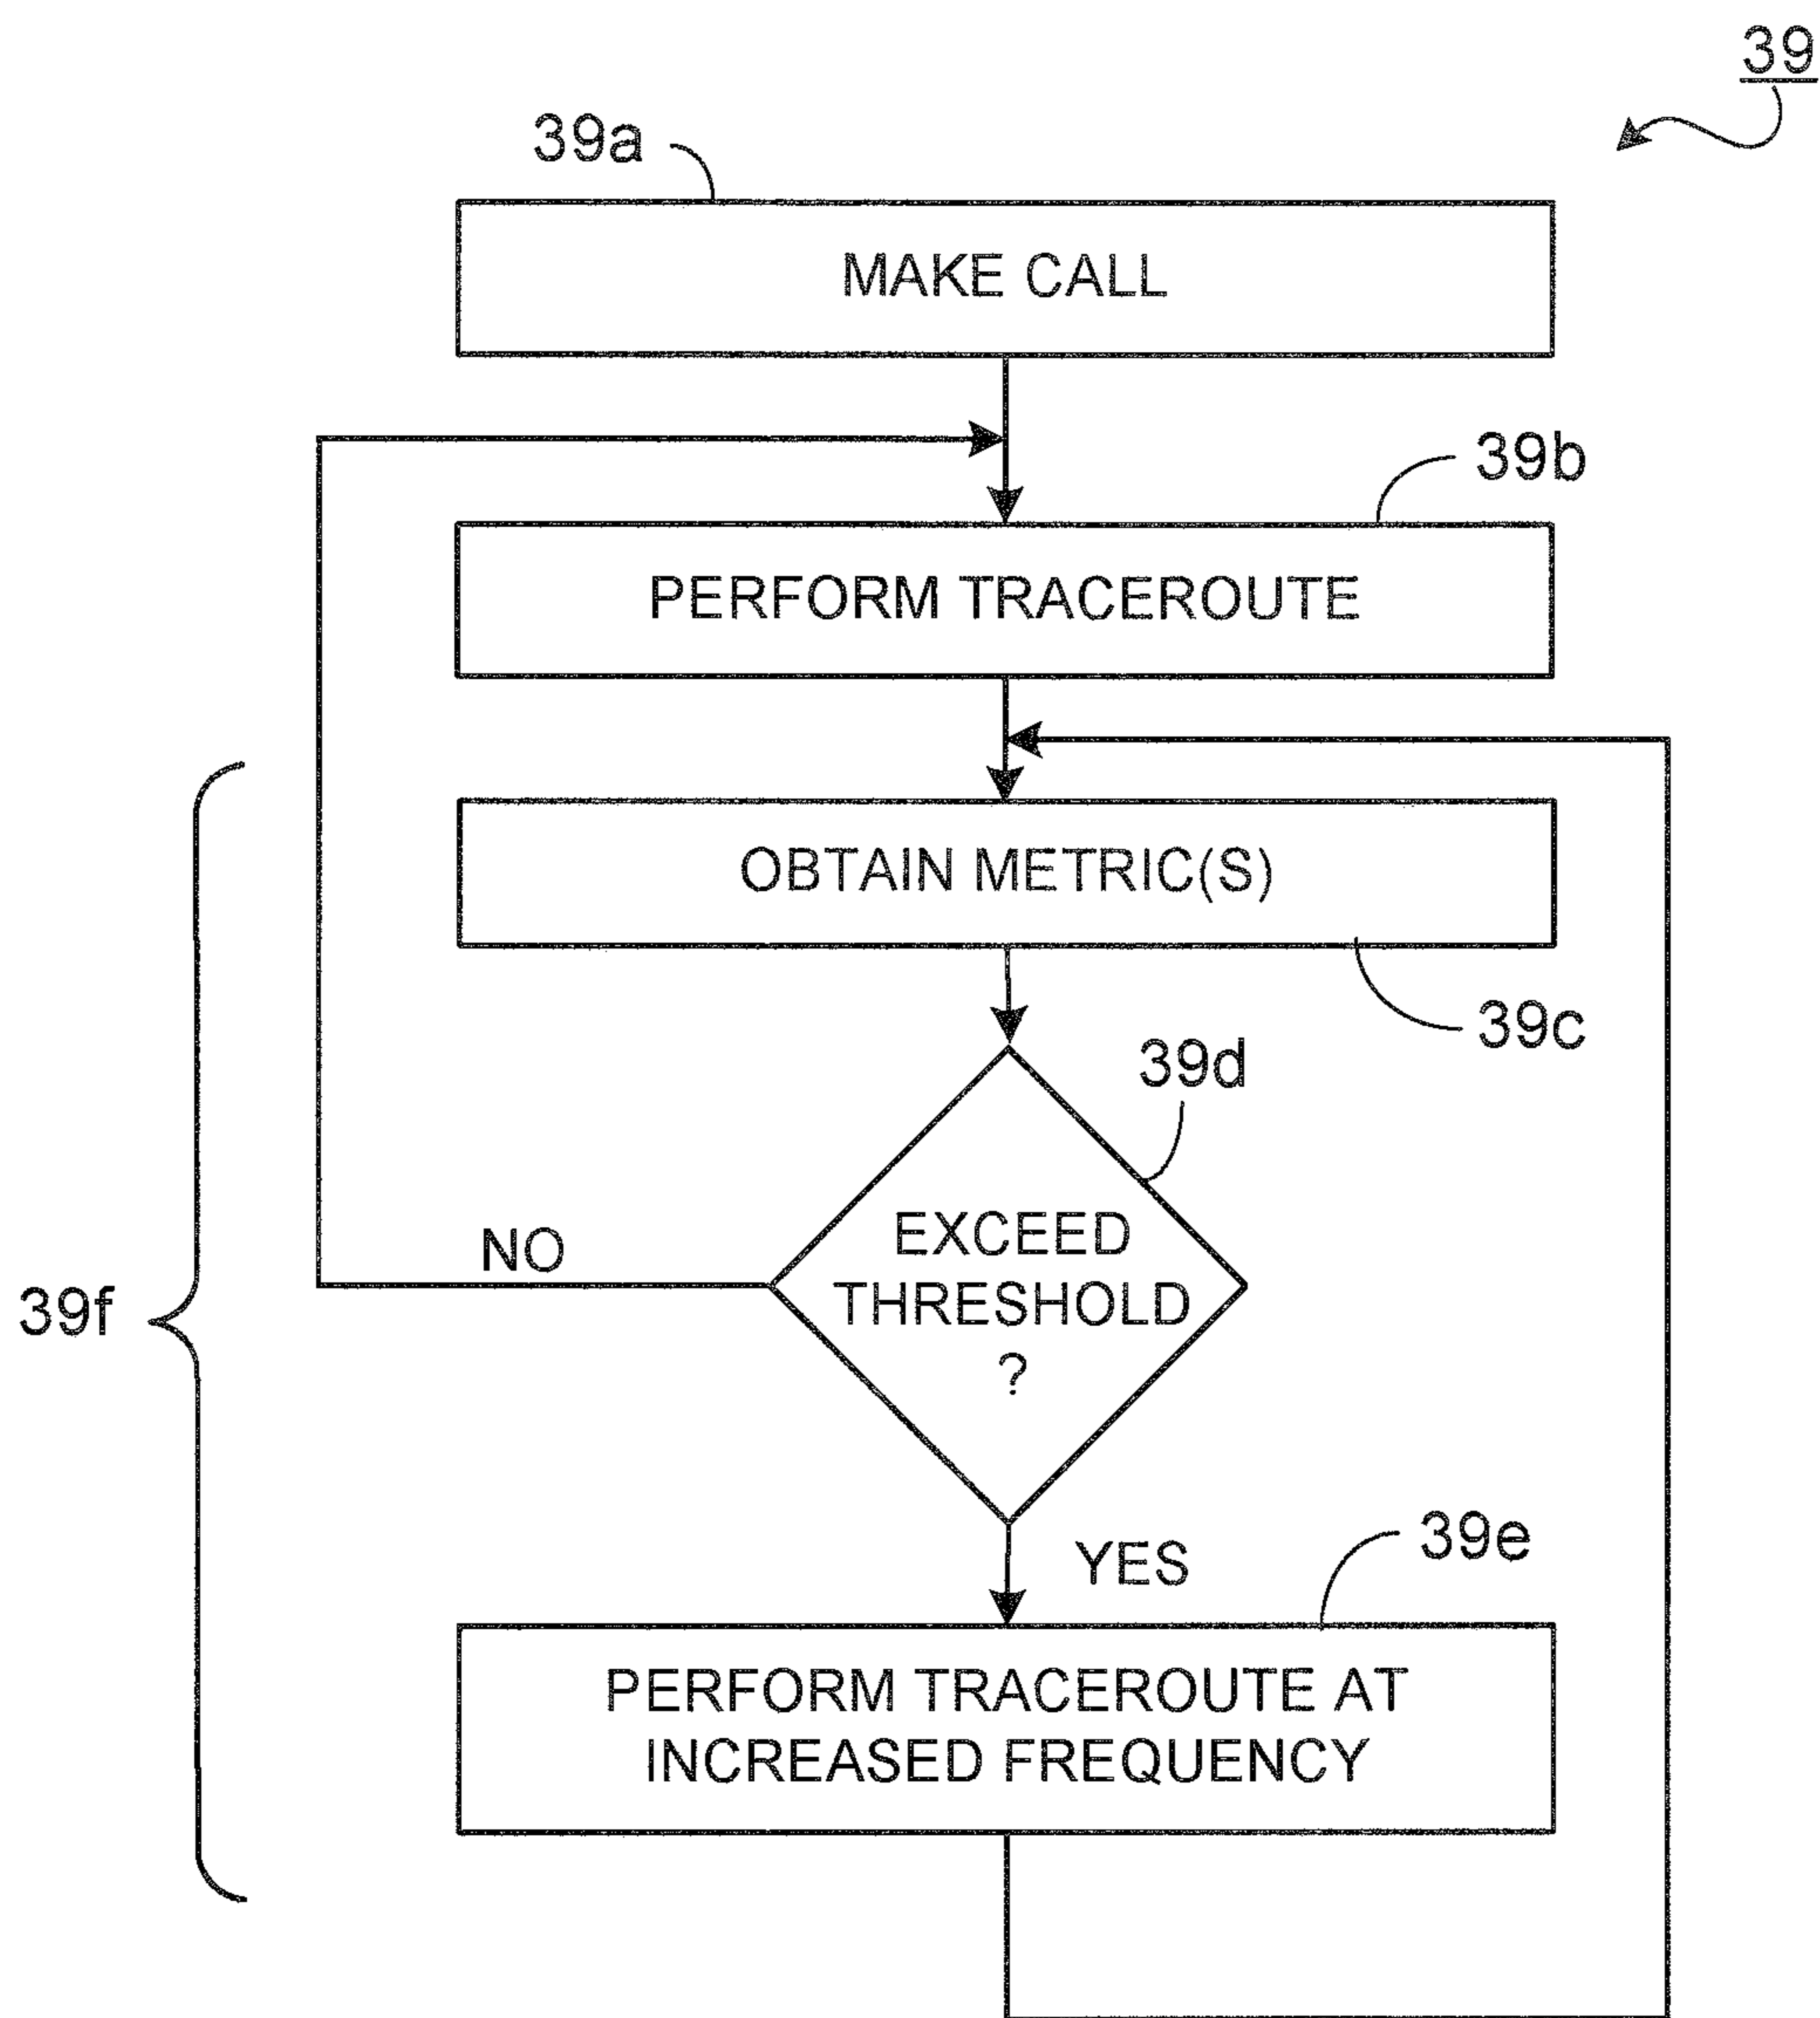 39
39a
MAKE CALL
39b
PERFORM TRACEROUTE
OBTAIN METRIC(S)
39c
39d
EXCEED
THRESHOLD
?
NO
39f
YES
39e
PERFORM TRACEROUTE AT
INCREASED FREQUENCY